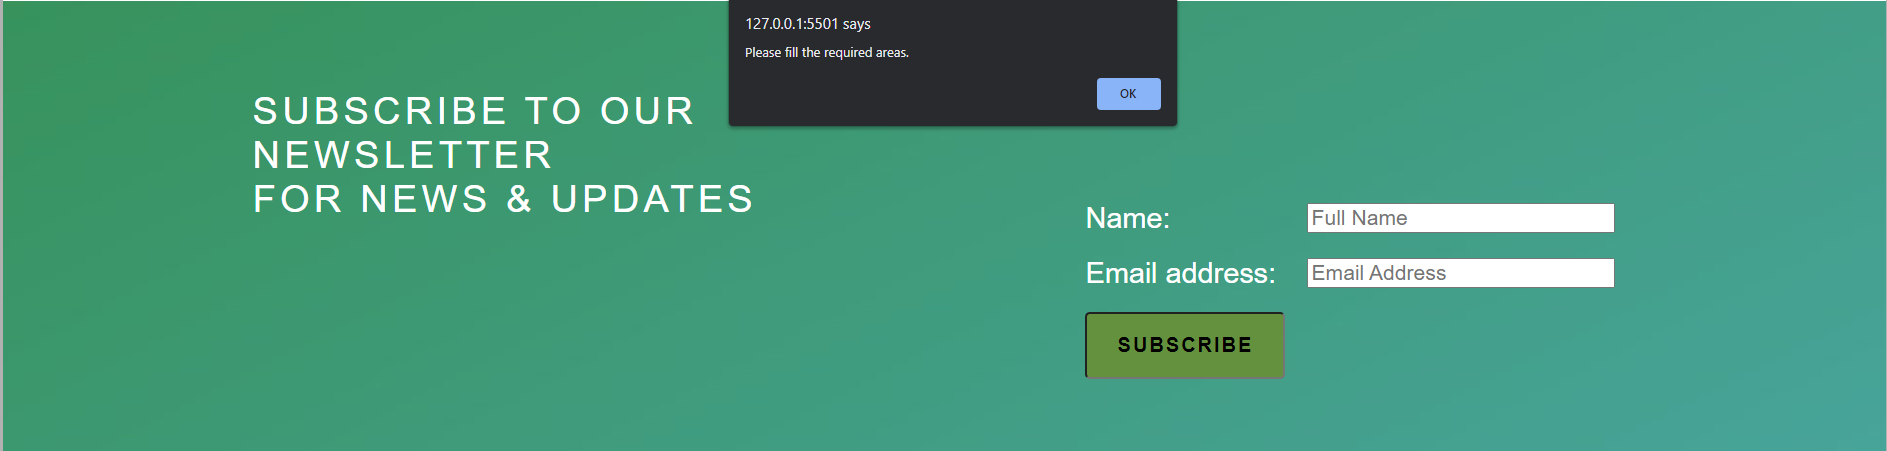 127.0.0.1:5501 says
Please fill the required areas.
OK
SUBSCRIBE TO OUR
NEWSLETTER
FOR NEWS & UPDATES
Name:
Full Name
Email address:
Email Address
SUBSCRIBE